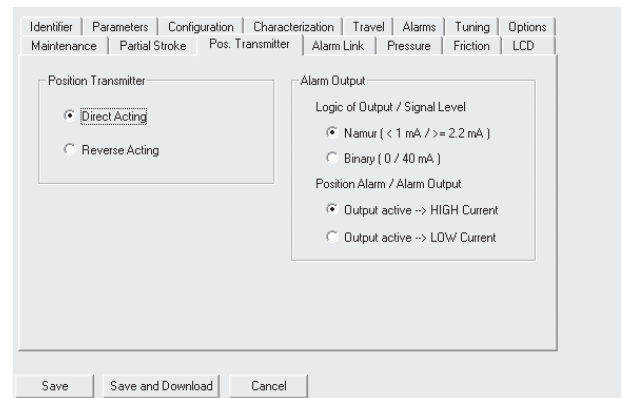 Identifier Parameters Configuration Characterization Travel Alarms Tuning Options
Maintenance Partial Stroke Pos. Transmitter Alarm Link Pressure Friction LCD
Position Transmitter
Direct Acting
Reverse Acting
Alarm Output
Logic of Output / Signal Level
Namur ( < 1 mA / >= 2.2 mA )
Binary ( 0 / 40 mA )
Position Alarm / Alarm Output
Output active --> HIGH Current
Output active --> LOW Current
Save Save and Download Cancel